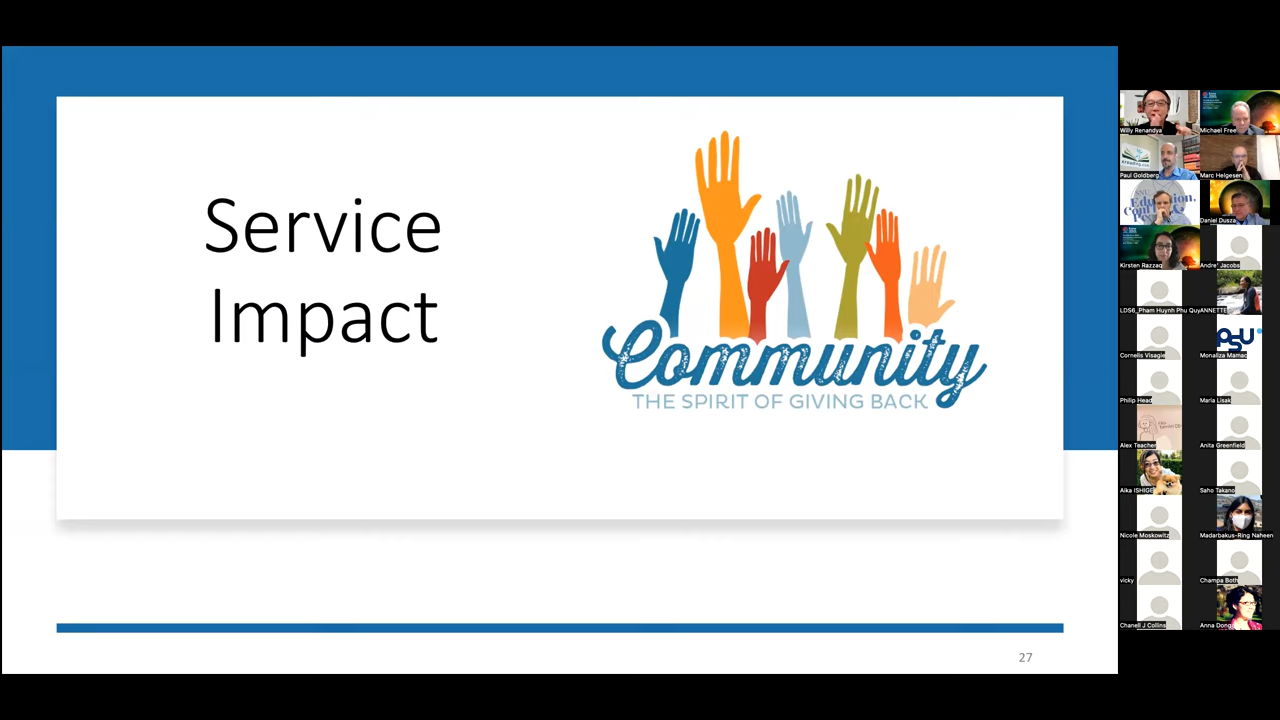 Service
Impact
Community
THE SPIRIT OF GIVING BACK
27
Willy Renandya
Michael Free
Paul Goldberg
Marc Helgesen
Daniel Dusza
Kirsten Razzaq
Andre' Jacobs
LDS6_Pham Huynh Phu Quy
ANNETTE
Cornelis Visagie
Monaliza Mamac
psu
Philip Head
Maria Lisak
Alex Teacher
Anita Greenfield
Aika ISHIGE
Saho Takano
Nicole Moskowitz
Madarbakus-Ring Naheen
vicky
Champa Both
Chanell J Collins
Anna Dong